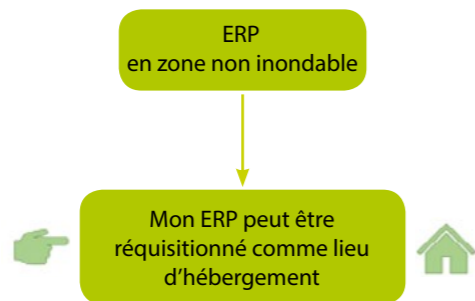 ERP
en zone non inondable
Mon ERP peut être
réquisitionné comme lieu
d’hébergement